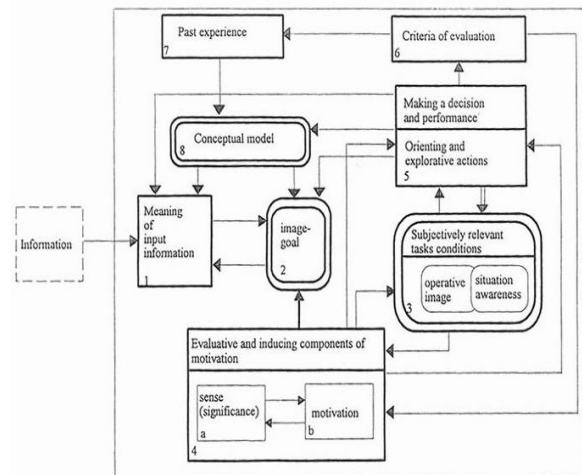 Past experience
7
Criteria of evaluation
6
Making a decision
and performance
Orienting and
explorative actions
5
Conceptual model
8
Information
Meaning
of
input
information
1
image-
goal
2
Subjectively relevant
tasks conditions
operative
image
situation
awareness
3
Evaluative and inducing components of
motivation
sense
(significance)
a
motivation
b
4